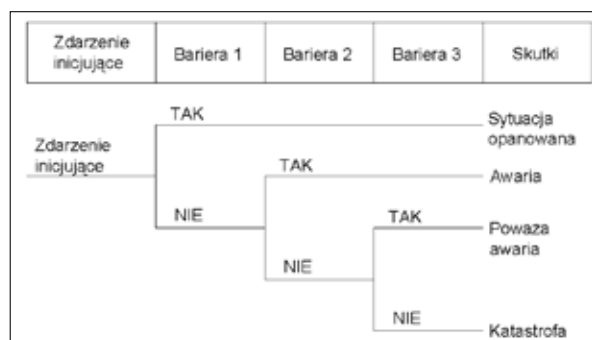 Zdarzenie
inicjujące
Bariera 1
Bariera 2
Bariera 3
Skutki
TAK
Sytuacja
opanowana
Zdarzenie
inicjujące
TAK
Awaria
NIE
TAK
Poważa
awaria
NIE
NIE
Katastrofa